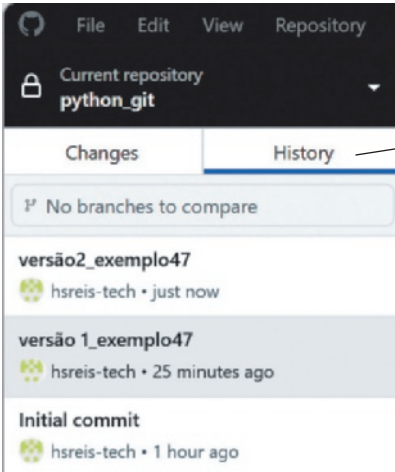 File Edit View Repository
Current repository
python_git
Changes History
No branches to compare
versão2_exemplo47
hsreis-tech • just now
versão 1_exemplo47
hsreis-tech • 25 minutes ago
Initial commit
hsreis-tech • 1 hour ago